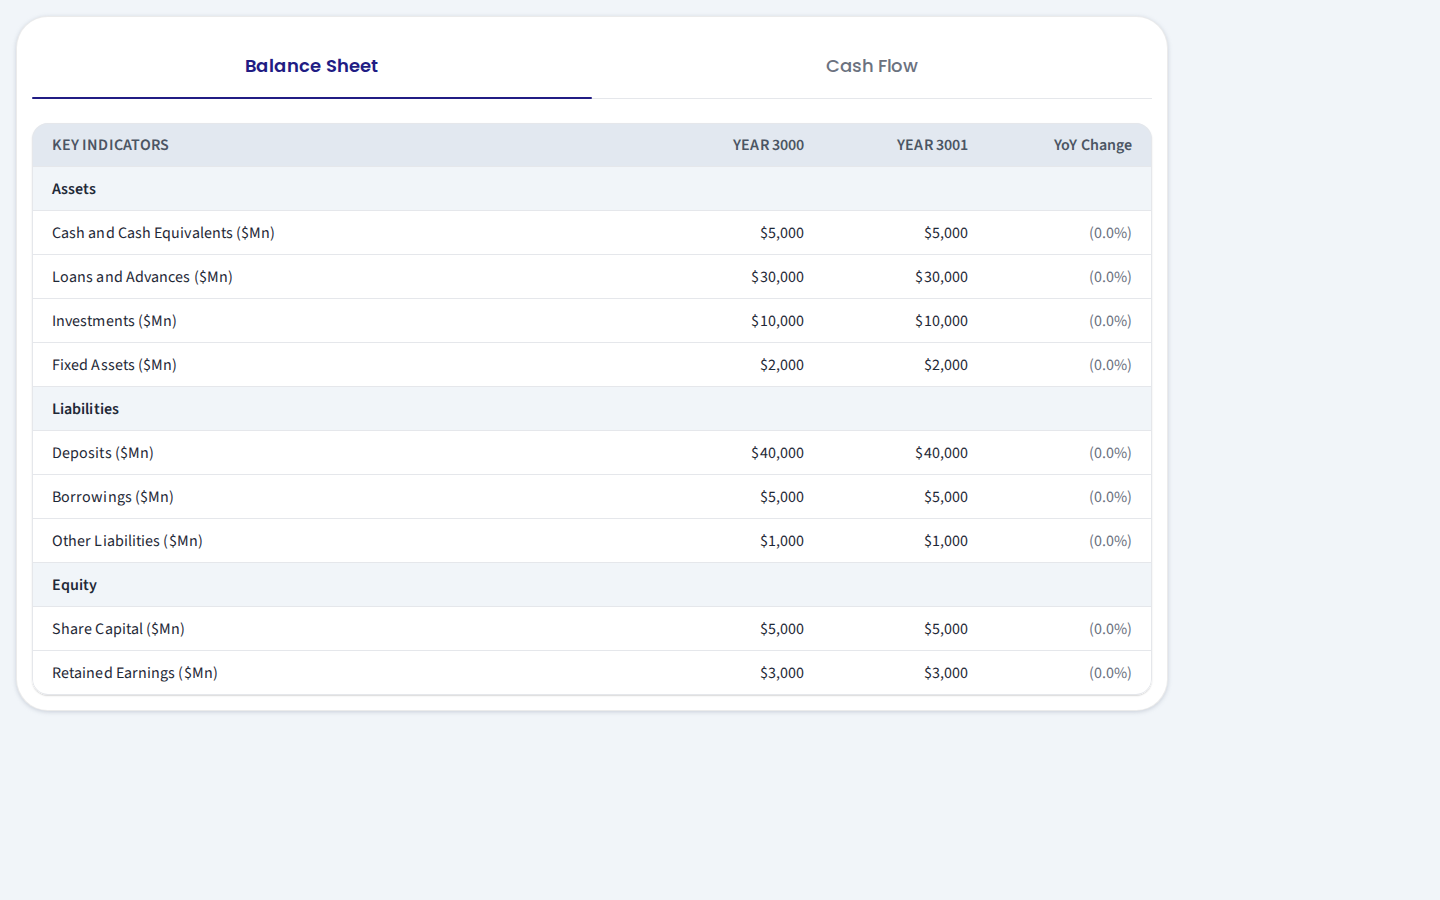 Balance Sheet Cash Flow
KEY INDICATORS YEAR 3000 YEAR 3001 YoY Change
Assets
Cash and Cash Equivalents ($Mn) $5,000 $5,000 (0.0%)
Loans and Advances ($Mn) $30,000 $30,000 (0.0%)
Investments ($Mn) $10,000 $10,000 (0.0%)
Fixed Assets ($Mn) $2,000 $2,000 (0.0%)
Liabilities
Deposits ($Mn) $40,000 $40,000 (0.0%)
Borrowings ($Mn) $5,000 $5,000 (0.0%)
Other Liabilities ($Mn) $1,000 $1,000 (0.0%)
Equity
Share Capital ($Mn) $5,000 $5,000 (0.0%)
Retained Earnings ($Mn) $3,000 $3,000 (0.0%)